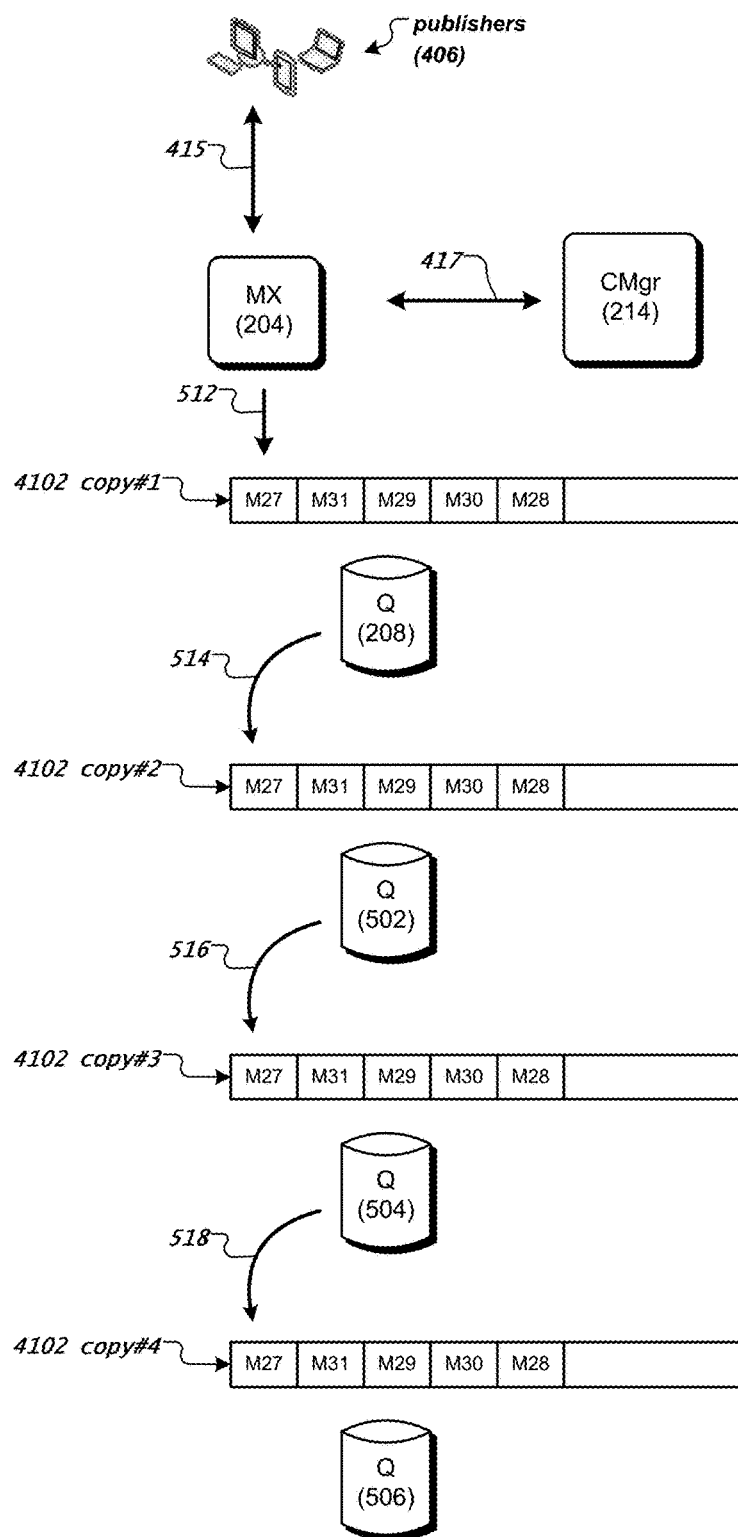 publishers
(406)
415
417
MX
(204)
CMgr
(214)
512
4102 copy#1
M27 M31 M29 M30 M28
Q
(208)
514
4102 copy#2
M27 M31 M29 M30 M28
Q
(502)
516
4102 copy#3
M27 M31 M29 M30 M28
Q
(504)
518
4102 copy#4
M27 M31 M29 M30 M28
Q
(506)